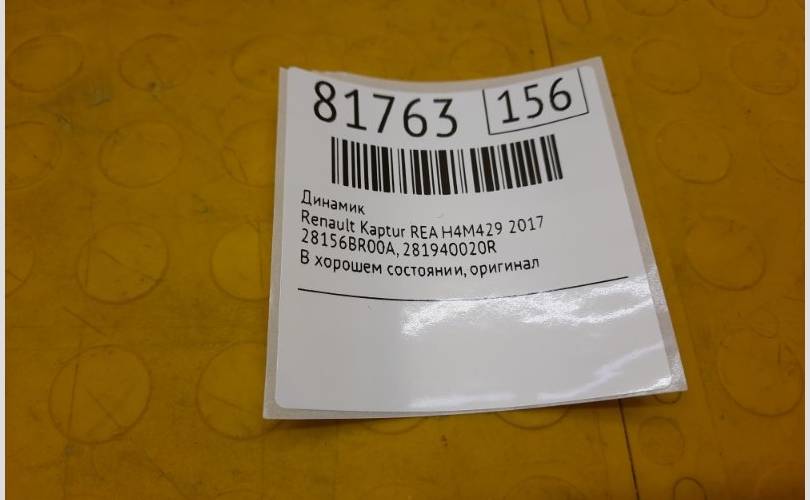 81763 156
Динамик
Renault Kaptur REA H4M429 2017
28156BR00A, 281940020R
В хорошем состоянии, оригинал